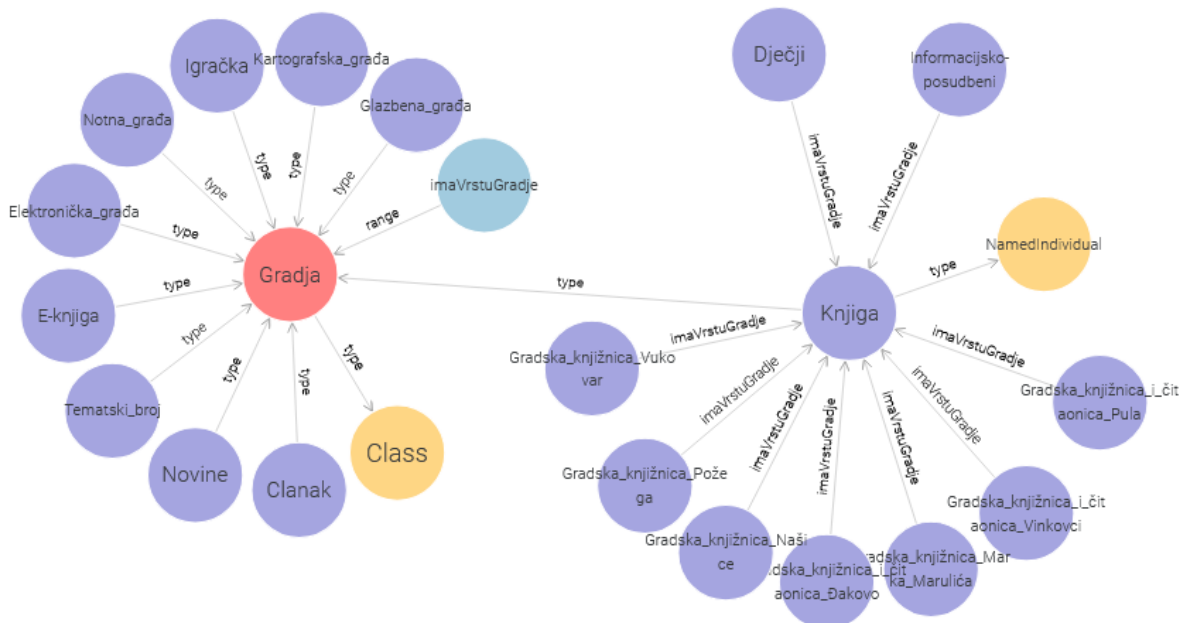 Igračka
Kartografska_građa
Notna_građa
Glazbena_građa
Elektronička_građa
imaVrstuGradje
type
type
type
type
type
range
Gradja
E-knjiga
type
type
type
type
type
Tematski_broj
Novine
Clanak
Class
type
Dječji
Informacijsko-
posudbeni
imaVrstuGradje
imaVrstuGradje
NamedIndividual
type
Knjiga
imaVrstuGradje
Gradska_knjižnica_Vuko
var
imaVrstuGradje
Gradska_knjižnica_i_čit
aonica_Pula
imaVrstuGradje
imaVrstuGradje
imaVrstuGradje
imaVrstuGradje
imaVrstuGradje
Gradska_knjižnica_Pože
ga
Gradska_knjižnica_Naši
ce
adska_knjižnica_i_čit
aonica_Đakovo
Gradska_knjižnica_Mar
ka_Marulića
Gradska_knjižnica_i_čit
aonica_Vinkovci